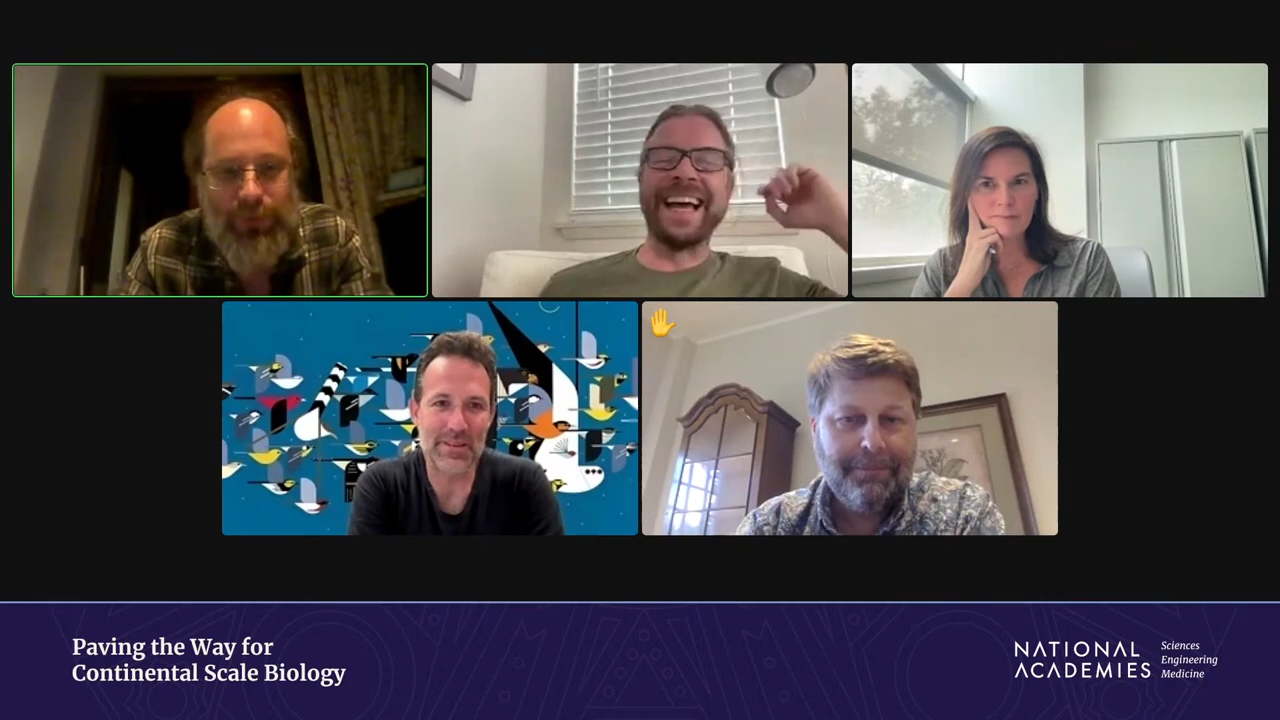 Paving the Way for
Continental Scale Biology
NATIONAL
ACADEMIES
Sciences
Engineering
Medicine